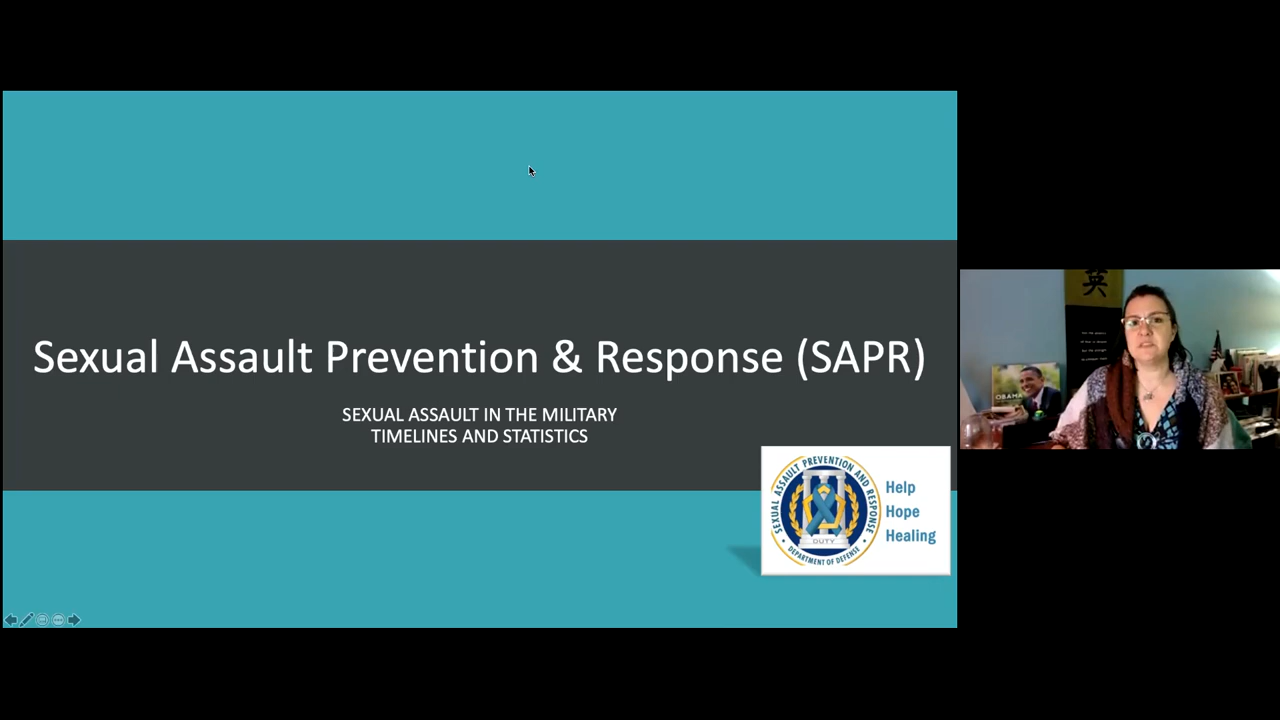 Sexual Assault Prevention & Response (SAPR)
SEXUAL ASSAULT IN THE MILITARY
TIMELINES AND STATISTICS
SEXUAL ASSAULT PREVENTION AND RESPONSE
DUTY
• DEPARTMENT OF DEFENSE •
Help
Hope
Healing
英
OBAMA